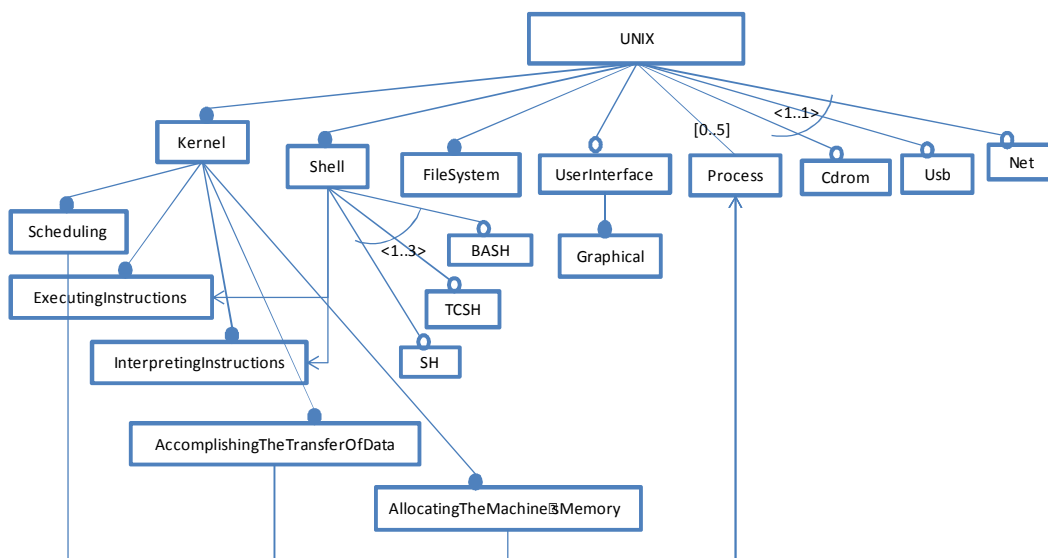 UNIX
<1..1>
Kernel
[0..5]
Shell
FileSystem
UserInterface
Process
Cdrom
Usb
Net
Scheduling
<1..3>
BASH
Graphical
ExecutingInstructions
TCSH
InterpretingInstructions
SH
AccomplishingTheTransferOfData
AllocatingTheMachine�sMemory